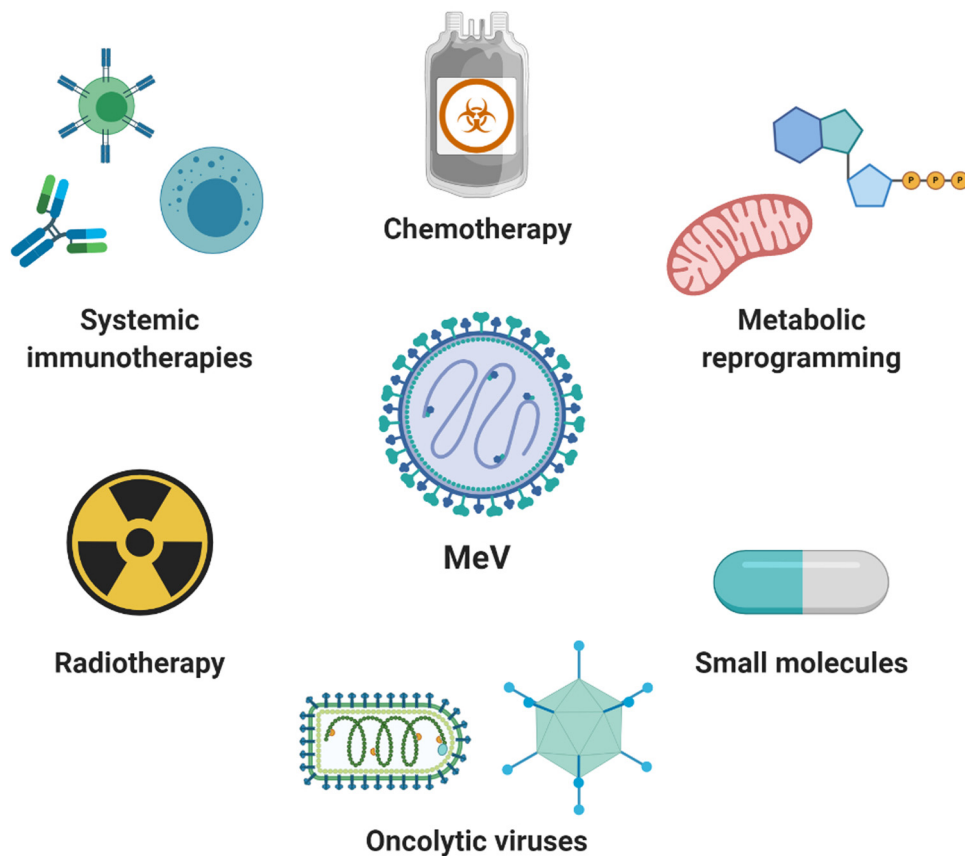 Chemotherapy
P P P
Systemic
immunotherapies
Metabolic
reprogramming
MeV
Radiotherapy
Small molecules
Oncolytic viruses